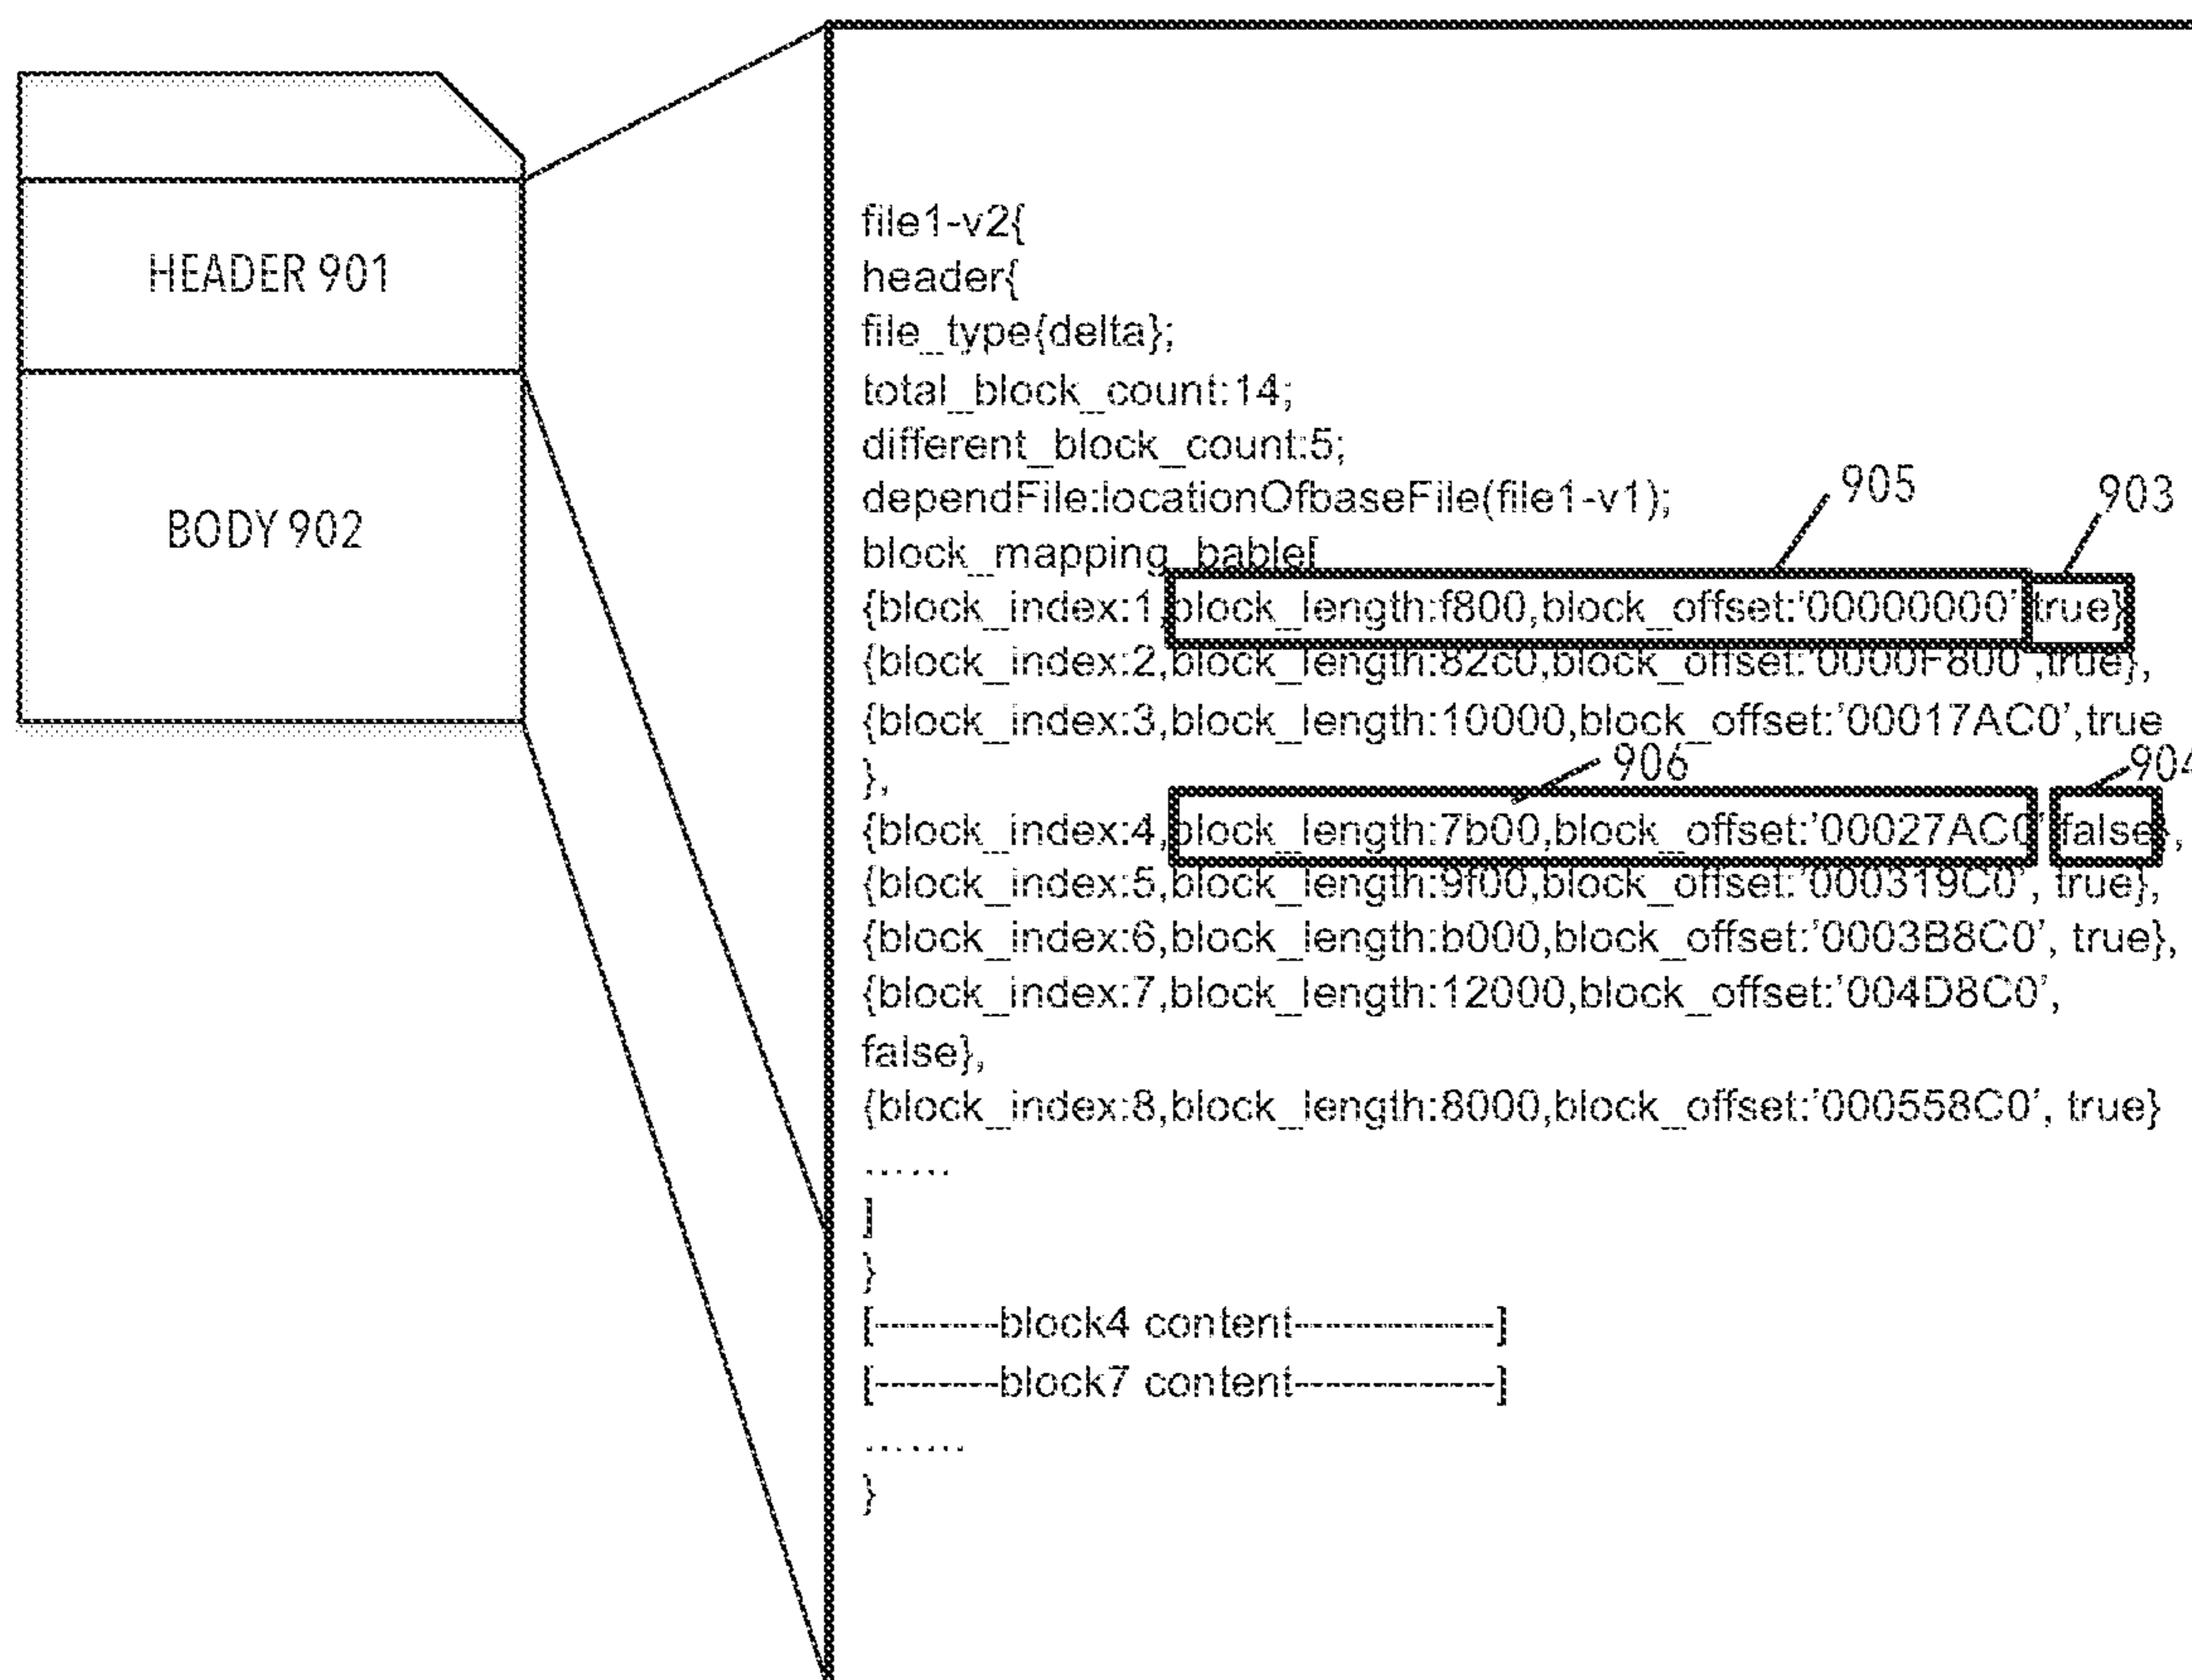 HEADER 901
BODY 902
file1-v2{
header{
file_type{delta};
total_block_count:14;
different_block_count:5;
dependFile:locationOfbaseFile(file1-v1);
905
903
block_mapping_bable[
{block_index:1,block_length:f800,block_offset:'00000000' true}
{block_index:2,block_length:82c0,block_offset:'0000F800',true},
{block_index:3,block_length:10000,block_offset:'00017AC0',true
},
906
904
{block_index:4,block_length:7b00,block_offset:'00027AC0' false},
{block_index:5,block_length:9f00,block_offset:'000319C0', true},
{block_index:6,block_length:b000,block_offset:'0003B8C0', true},
{block_index:7,block_length:12000,block_offset:'004D8C0',
false},
{block_index:8,block_length:8000,block_offset:'000558C0', true}
......
]
}
[--------block4 content-------------]
[--------block7 content-------------]
.......
}